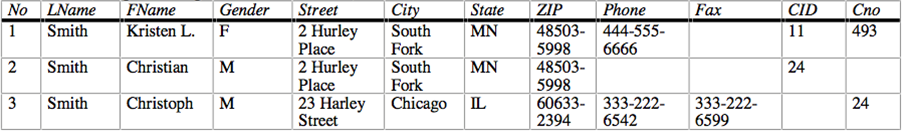 No LName FName Gender Street City State ZIP Phone Fax CID Cno
1 Smith Kristen L. F 2 Hurley South MN 48503- 444-555- 11 493
Place Fork 5998 6666
2 Smith Christian M 2 Hurley South MN 48503- 24
Place Fork 5998
3 Smith Christoph M 23 Harley Chicago IL 60633- 333-222- 333-222- 24
Street 2394 6542 6599